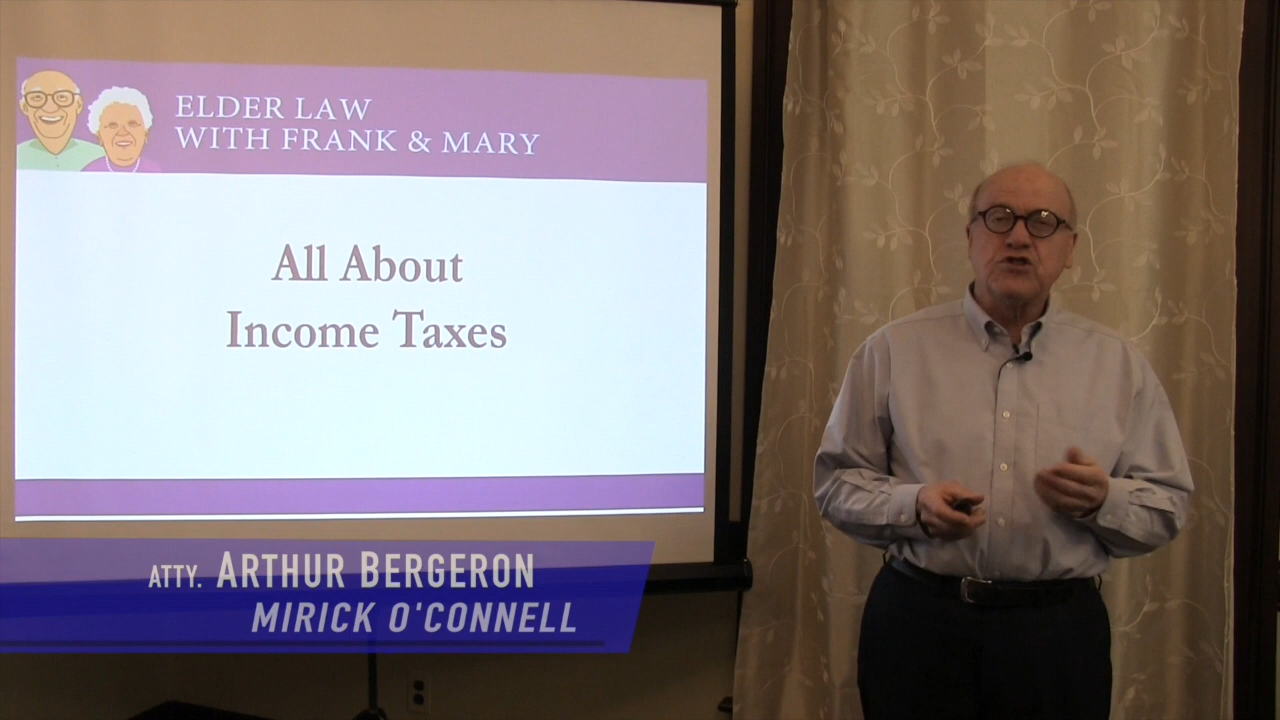 ELDER LAW
WITH FRANK & MARY
All About
Income Taxes
ATTY. ARTHUR BERGERON
MIRICK O'CONNELL